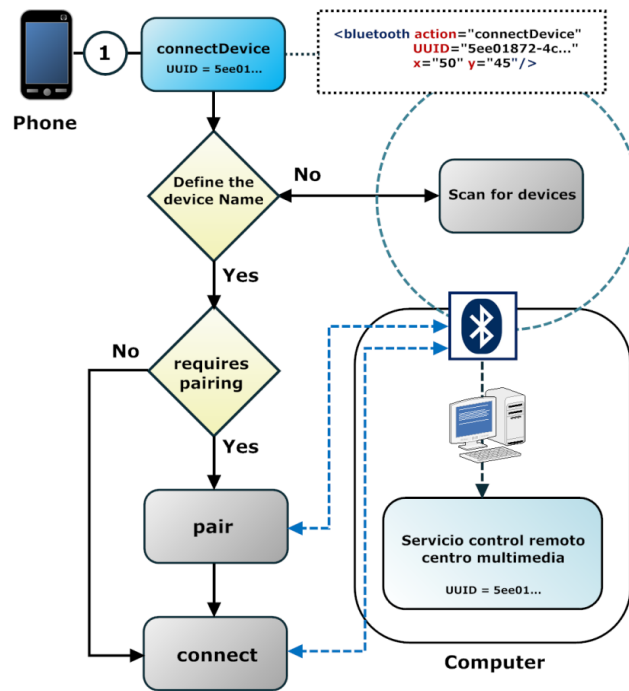 1
connectDevice
UUID = 5ee01...
<bluetooth action="connectDevice"
UUID="5ee01872-4c..."
x="50" y="45"/>
Phone
Define the
device Name
No
Scan for devices
Yes
No
requires
pairing
Yes
pair
Servicio control remoto
centro multimedia
UUID = 5ee01...
connect
Computer